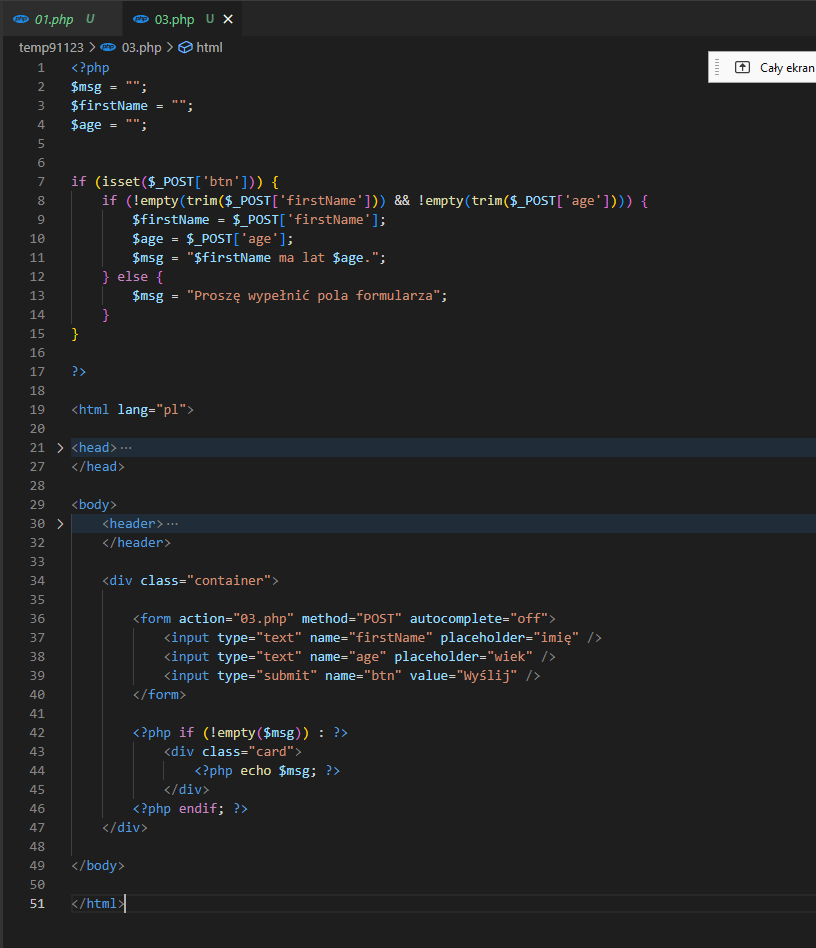 php 01.php U php 03.php U ✕
temp91123 > php 03.php > html
Cały ekran
1 <?php
2 $msg = "";
3 $firstName = "";
4 $age = "";
5
6
7 if (isset($_POST['btn'])) {
8 if (!empty(trim($_POST['firstName'])) && !empty(trim($_POST['age']))) {
9 $firstName = $_POST['firstName'];
10 $age = $_POST['age'];
11 $msg = "$firstName ma lat $age.";
12 } else {
13 $msg = "Proszę wypełnić pola formularza";
14 }
15 }
16
17 ?>
18
19 <html lang="pl">
20
21 > <head>···
27 </head>
28
29 <body>
30 > <header>···
32 </header>
33
34 <div class="container">
35
36 <form action="03.php" method="POST" autocomplete="off">
37 <input type="text" name="firstName" placeholder="imię" />
38 <input type="text" name="age" placeholder="wiek" />
39 <input type="submit" name="btn" value="Wyślij" />
40 </form>
41
42 <?php if (!empty($msg)) : ?>
43 <div class="card">
44 <?php echo $msg; ?>
45 </div>
46 <?php endif; ?>
47 </div>
48
49 </body>
50
51 </html>